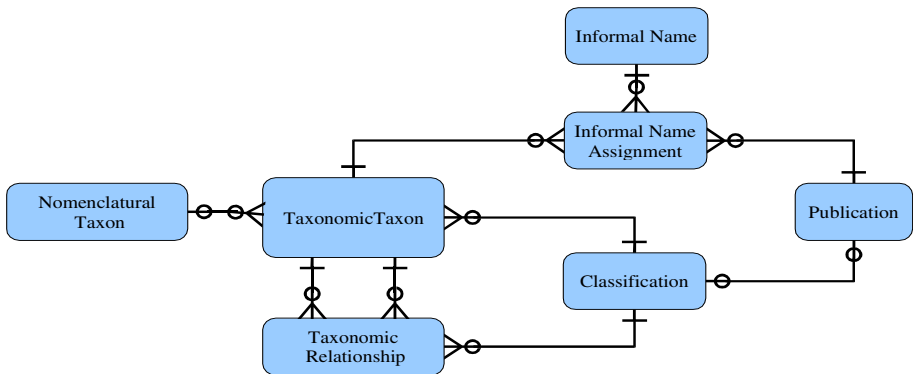 Informal Name
Informal Name
Assignment
Nomenclatural
Taxon
TaxonomicTaxon
Publication
Classification
Taxonomic
Relationship